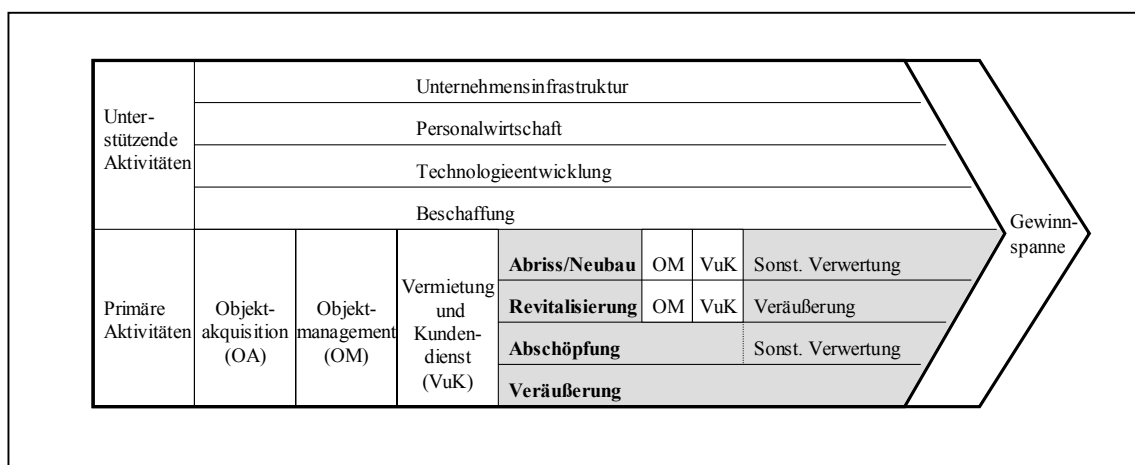 Unternehmensinfrastruktur
Unter-
stützende
Aktivitäten
Personalwirtschaft
Technologieentwicklung
Beschaffung
Gewinn-
spanne
Primäre
Aktivitäten
Objekt-
akquisition
(OA)
Objekt-
management
(OM)
Vermietung
und
Kunden-
dienst
(VuK)
Abriss/Neubau OM VuK Sonst. Verwertung
Revitalisierung OM VuK Veräußerung
Abschöpfung Sonst. Verwertung
Veräußerung